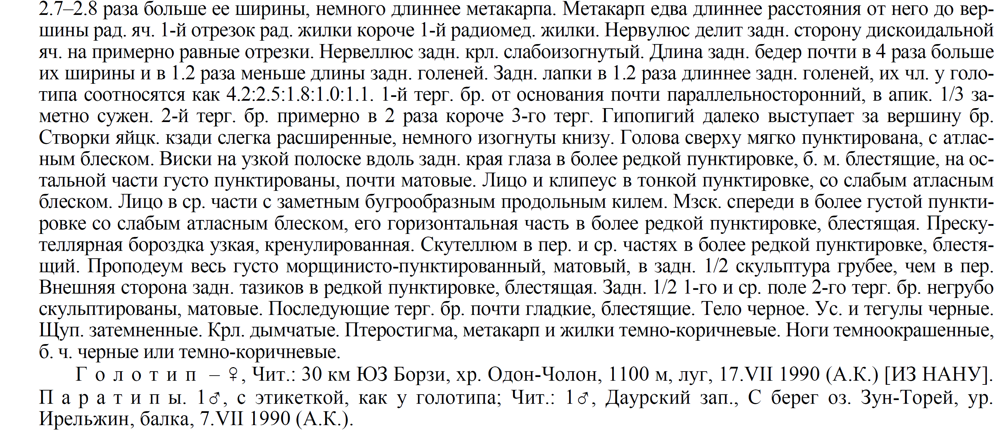 2.7–2.8 раза больше ее ширины, немного длиннее метакарпа. Метакарп едва длиннее расстояния от него до вер-
шины рад. яч. 1-й отрезок рад. жилки короче 1-й радиомед. жилки. Нервулюс делит задн. сторону дискоидальной
яч. на примерно равные отрезки. Нервеллюс задн. крл. слабоизогнутый. Длина задн. бедер почти в 4 раза больше
их ширины и в 1.2 раза меньше длины задн. голеней. Задн. лапки в 1.2 раза длиннее задн. голеней, их чл. у голо-
типа соотносятся как 4.2:2.5:1.8:1.0:1.1. 1-й терг. бр. от основания почти параллельносторонний, в апик. 1/3 за-
метно сужен. 2-й терг. бр. примерно в 2 раза короче 3-го терг. Гипопигий далеко выступает за вершину бр.
Створки яйцк. кзади слегка расширенные, немного изогнуты книзу. Голова сверху мягко пунктирована, с атлас-
ным блеском. Виски на узкой полоске вдоль задн. края глаза в более редкой пунктировке, б. м. блестящие, на ос-
тальной части густо пунктированы, почти матовые. Лицо и клипеус в тонкой пунктировке, со слабым атласным
блеском. Лицо в ср. части с заметным бугрообразным продольным килем. Мзск. спереди в более густой пункти-
ровке со слабым атласным блеском, его горизонтальная часть в более редкой пунктировке, блестящая. Преску-
теллярная бороздка узкая, кренулированная. Скутеллюм в пер. и ср. частях в более редкой пунктировке, блестя-
щий. Проподеум весь густо морщинисто-пунктированный, матовый, в задн. 1/2 скульптура грубее, чем в пер.
Внешняя сторона задн. тазиков в редкой пунктировке, блестящая. Задн. 1/2 1-го и ср. поле 2-го терг. бр. негрубо
скульптированы, матовые. Последующие терг. бр. почти гладкие, блестящие. Тело черное. Ус. и тегулы черные.
Щуп. затемненные. Крл. дымчатые. Птеростигма, метакарп и жилки темно-коричневые. Ноги темноокрашенные,
б. ч. черные или темно-коричневые.
Г о л о т и п – ♀, Чит.: 30 км ЮЗ Борзи, хр. Одон-Чолон, 1100 м, луг, 17.VII 1990 (А.К.) [ИЗ НАНУ].
П а р а т и п ы. 1♂, с этикеткой, как у голотипа; Чит.: 1♂, Даурский зап., С берег оз. Зун-Торей, ур.
Ирельжин, балка, 7.VII 1990 (А.К.).